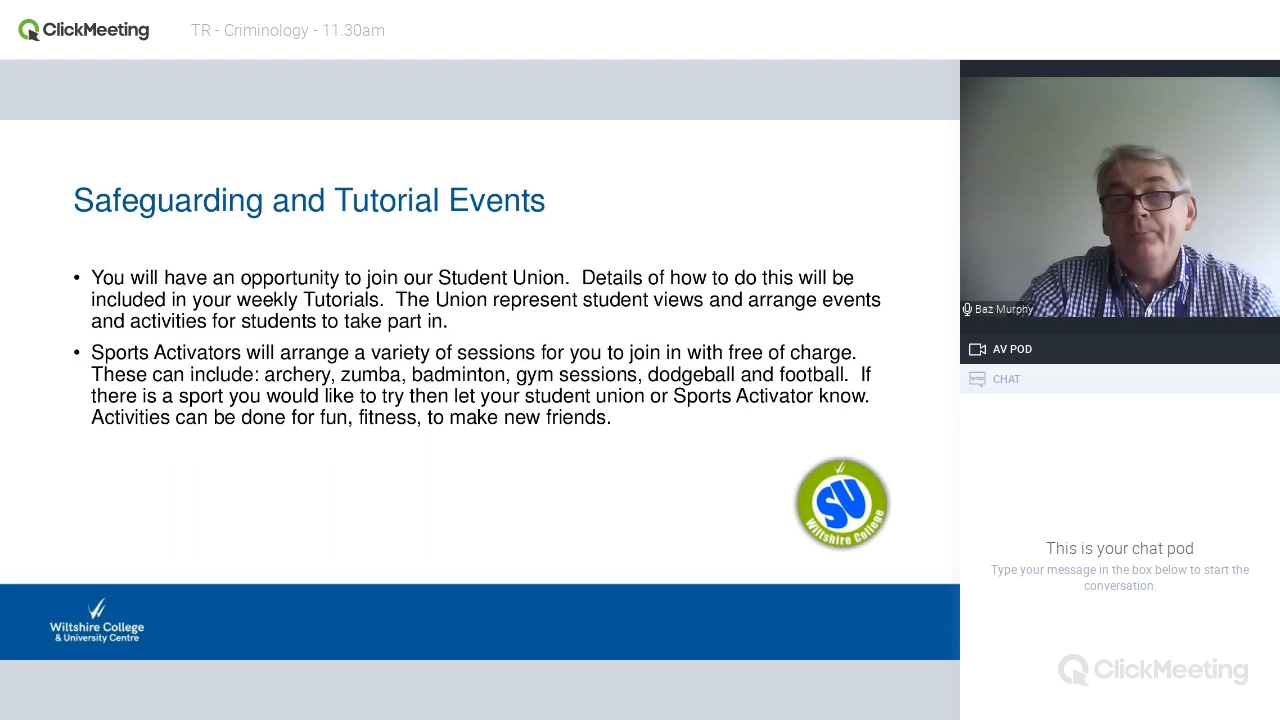 ClickMeeting
TR - Criminology - 11.30am
Safeguarding and Tutorial Events
• You will have an opportunity to join our Student Union.  Details of how to do this will be
included in your weekly Tutorials.  The Union represent student views and arrange events
and activities for students to take part in.
• Sports Activators will arrange a variety of sessions for you to join in with free of charge.
These can include: archery, zumba, badminton, gym sessions, dodgeball and football.  If
there is a sport you would like to try then let your student union or Sports Activator know.
Activities can be done for fun, fitness, to make new friends.
SU
Wiltshire College
Wiltshire College
& University Centre
Baz Murphy
AV POD
CHAT
This is your chat pod
Type your message in the box below to start the
conversation.
ClickMeeting